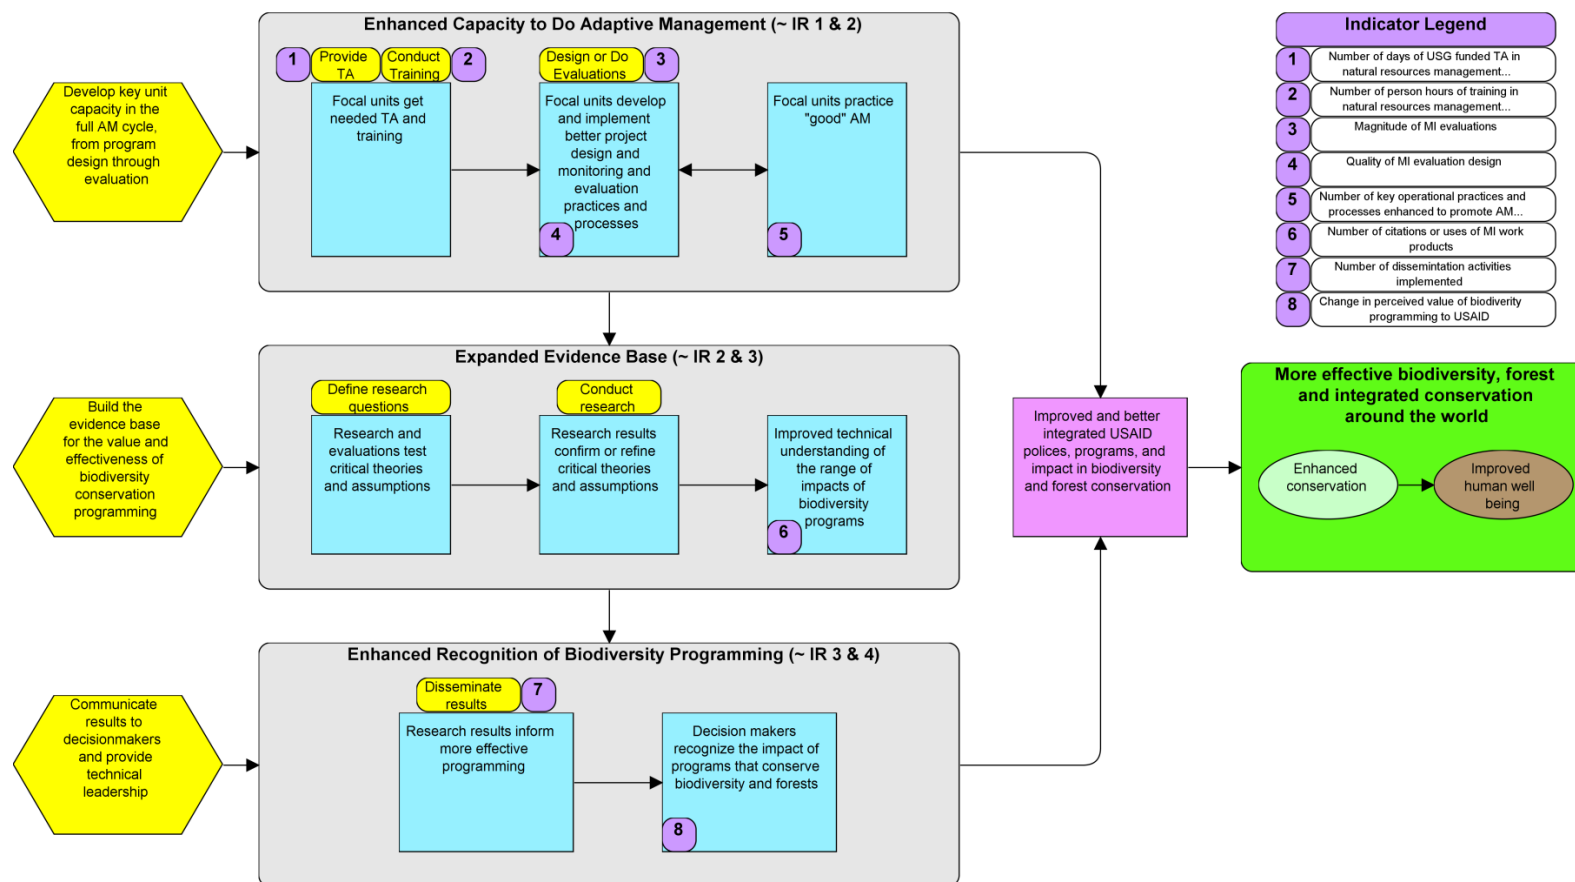 Enhanced Capacity to Do Adaptive Management (~ IR 1 & 2)
1
Provide
TA
Conduct
Training
2
Design or Do
Evaluations
3
Develop key unit
capacity in the
full AM cycle,
from program
design through
evaluation
Focal units get
needed TA and
training
Focal units develop
and implement
better project
design and
monitoring and
evaluation
practices and
processes
4
Focal units practice
"good" AM
5
Indicator Legend
1
Number of days of USG funded TA in
natural resources management...
2
Number of person hours of training in
natural resources management...
3
Magnitude of MI evaluations
4
Quality of MI evaluation design
5
Number of key operational practices and
processes enhanced to promote AM...
6
Number of citations or uses of MI work
products
7
Number of dissemintation activities
implemented
8
Change in perceived value of biodiverity
programming to USAID
Expanded Evidence Base (~ IR 2 & 3)
Build the
evidence base
for the value and
effectiveness of
biodiversity
conservation
programming
Define research
questions
Research and
evaluations test
critical theories
and assumptions
Conduct
research
Research results
confirm or refine
critical theories
and assumptions
Improved technical
understanding of
the range of
impacts of
biodiversity
programs
6
Improved and better
integrated USAID
polices, programs, and
impact in biodiversity
and forest conservation
More effective biodiversity, forest
and integrated conservation
around the world
Enhanced
conservation
Improved
human well
being
Enhanced Recognition of Biodiversity Programming (~ IR 3 & 4)
Communicate
results to
decisionmakers
and provide
technical
leadership
Disseminate
results
7
Research results inform
more effective
programming
Decision makers
recognize the impact of
programs that conserve
biodiversity and forests
8